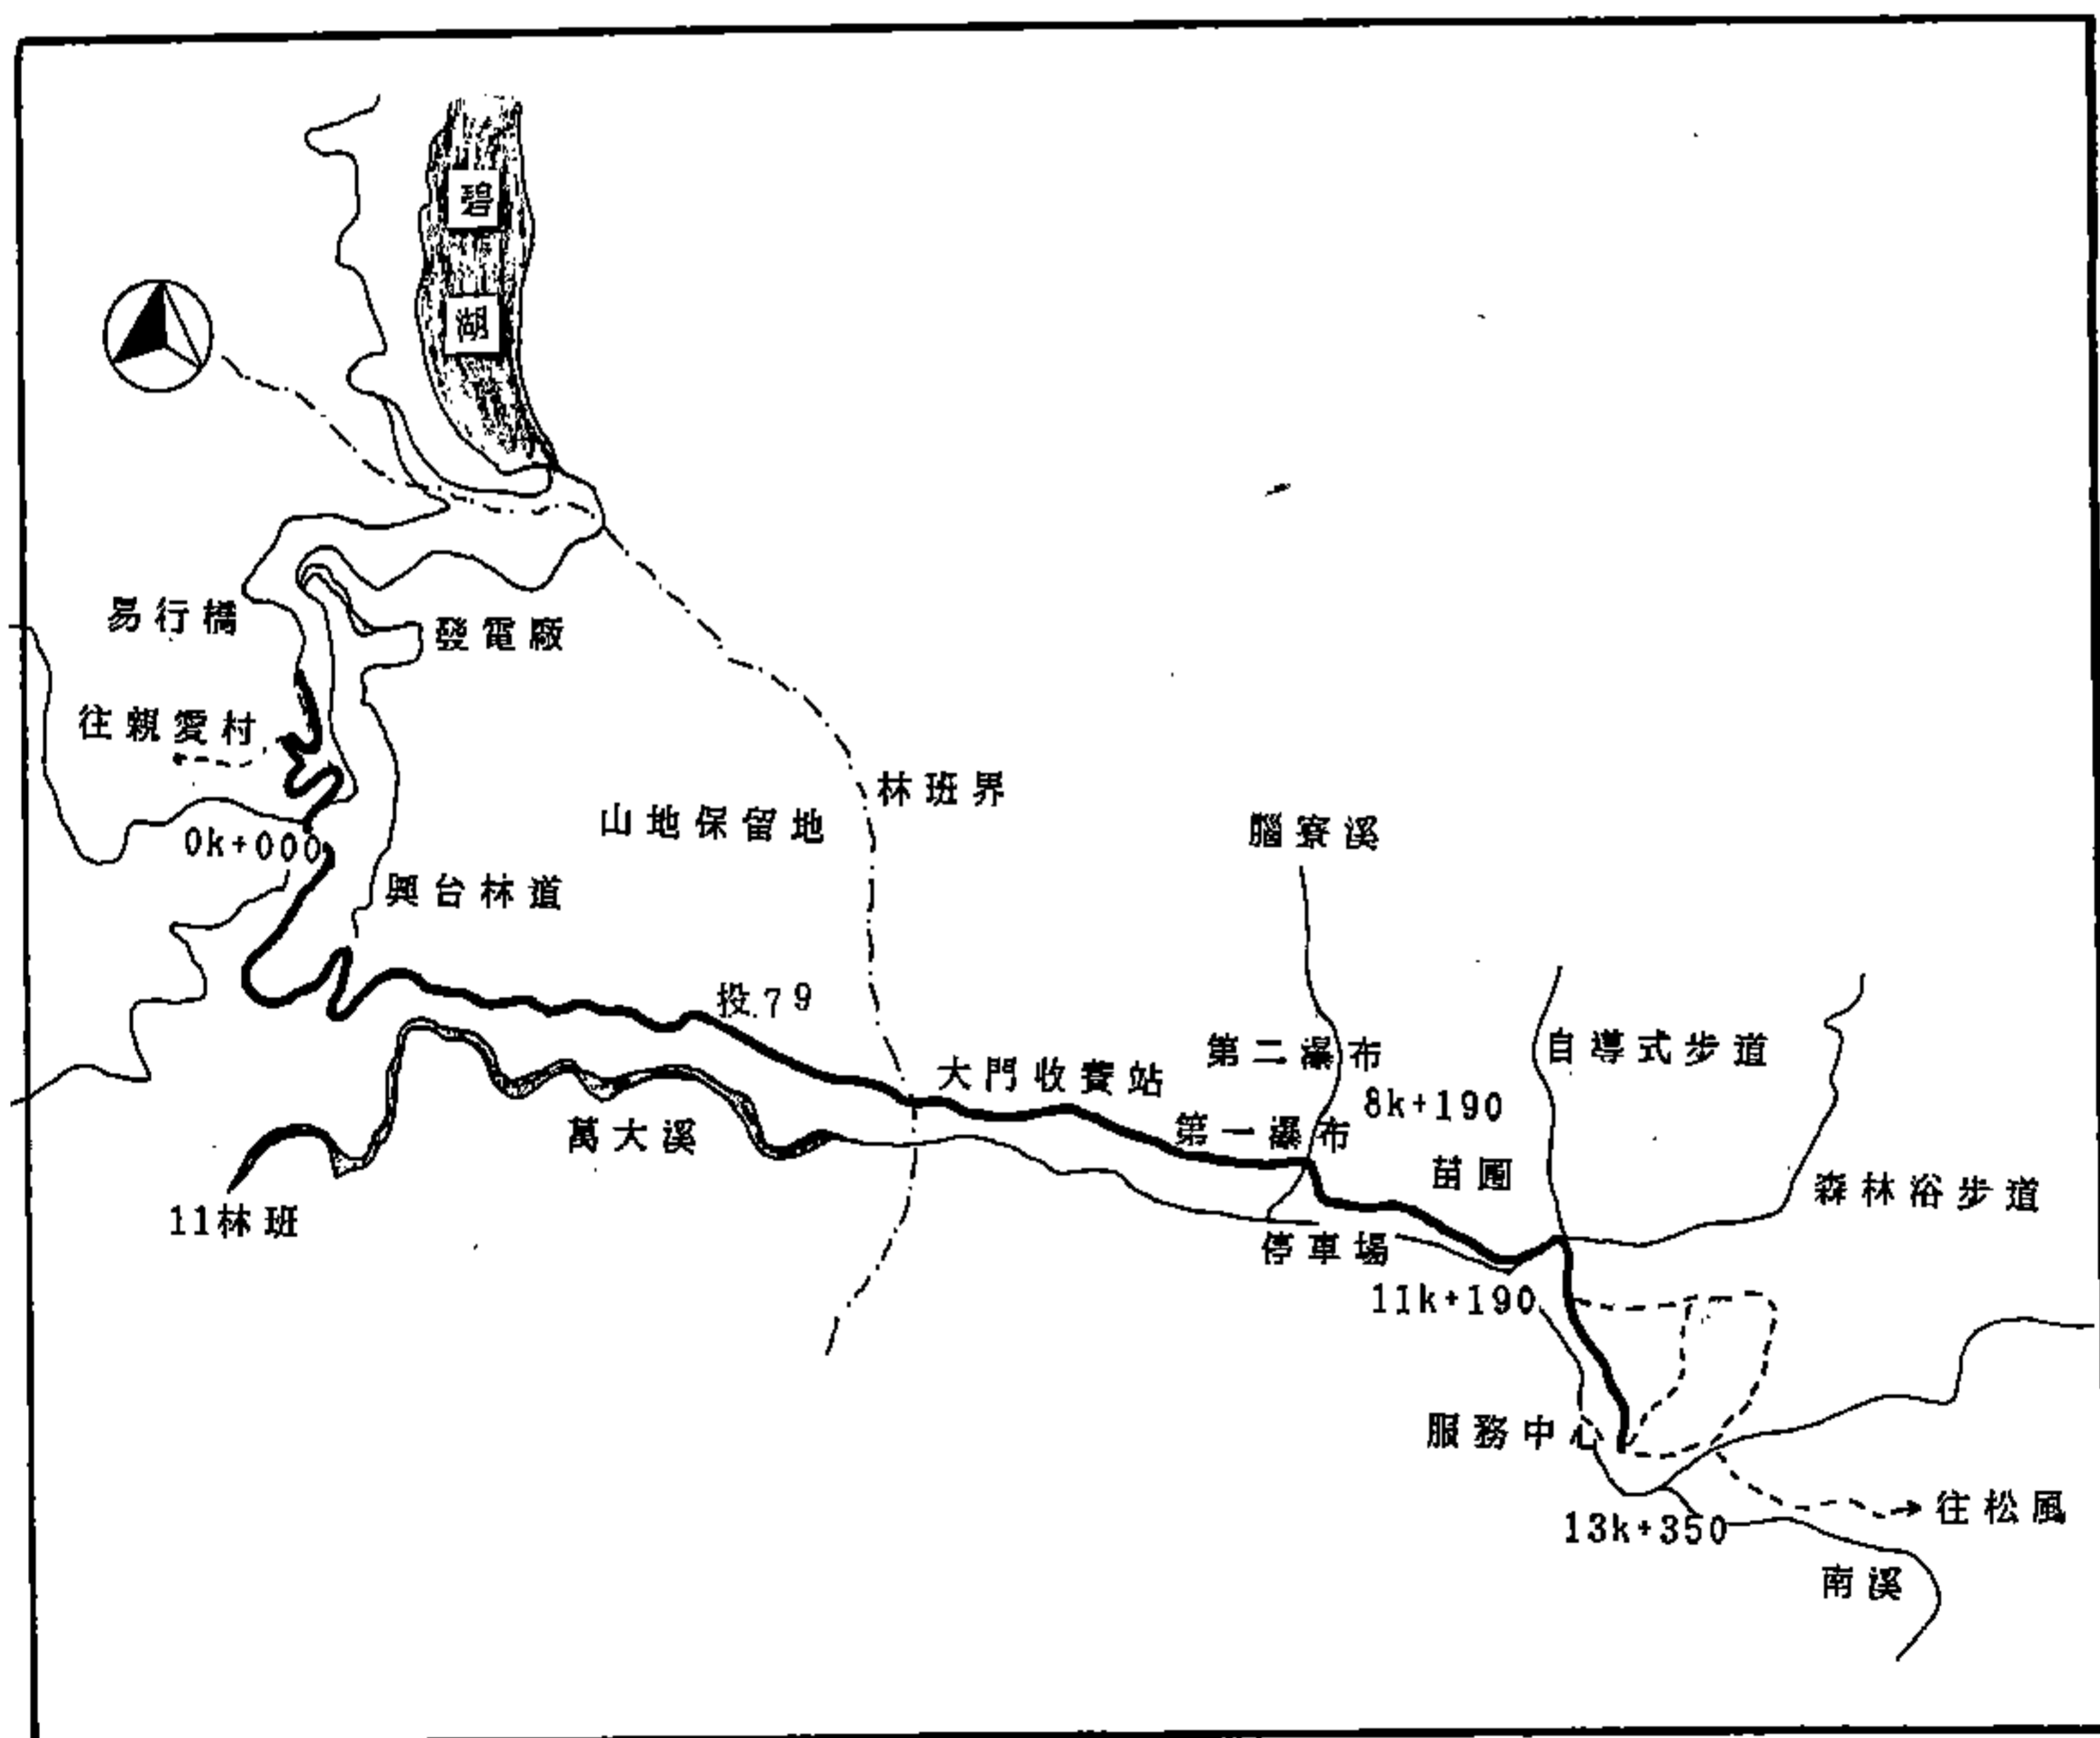 碧
湖
易行橋
發電廠
往親愛村
林班界
山地保留地
腦寮溪
0k+000
興台林道
投79
自導式步道
第二瀑布
大門收費站
8k+190
第一瀑布
萬大溪
苗圃
森林浴步道
11林班
停車場
11k+190
服務中心
往松風
13k+350
南溪